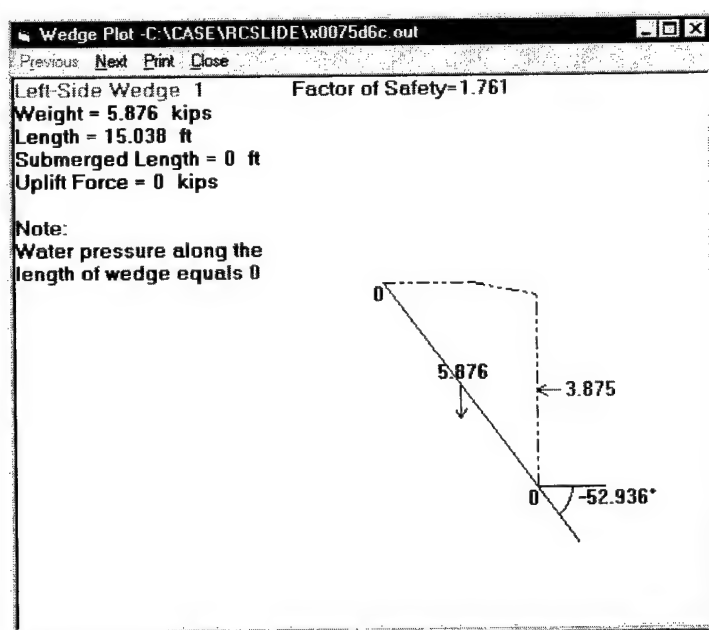 Wedge Plot -C:\CASE\RCSLIDE\x0075d6c.out
Previous Next Print Close
Left-Side Wedge 1 Factor of Safety=1.761
Weight = 5.876 kips
Length = 15.038 ft
Submerged Length = 0 ft
Uplift Force = 0 kips
Note:
Water pressure along the
length of wedge equals 0
0
5.876
3.875
0
-52.936°